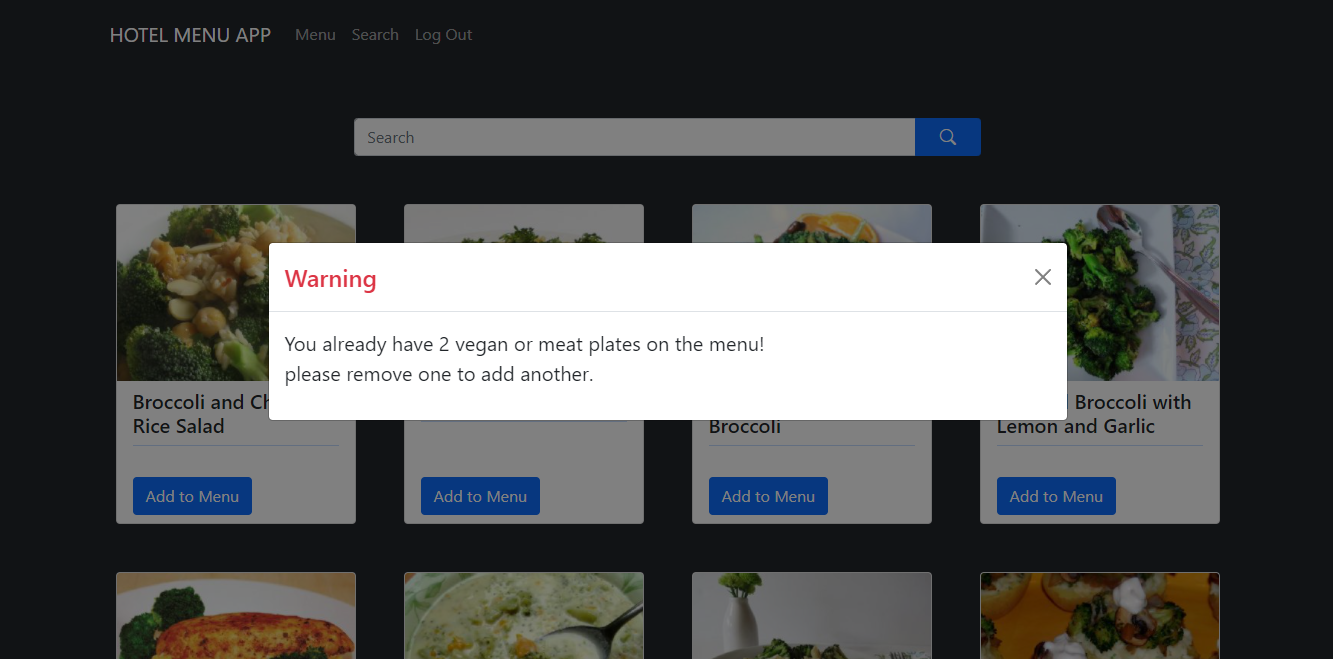 HOTEL MENU APP Menu Search Log Out
Search
Warning
You already have 2 vegan or meat plates on the menu!
please remove one to add another.
Broccoli and Ch
Rice Salad
Broccoli
Broccoli with
Lemon and Garlic
Add to Menu Add to Menu Add to Menu Add to Menu